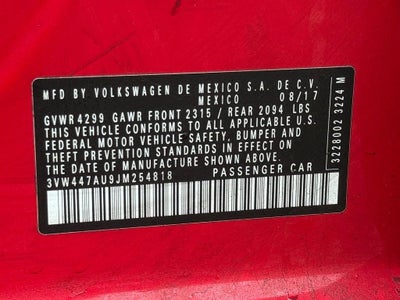 MFD BY VOLKSWAGEN DE MEXICO S.A. DE C.V.
MEXICO 08/17
GVWR 4299 GAWR FRONT 2315 / REAR 2094 LBS
THIS VEHICLE CONFORMS TO ALL APPLICABLE U.S.
FEDERAL MOTOR VEHICLE SAFETY, BUMPER AND
THEFT PREVENTION STANDARDS IN EFFECT ON
THE DATE OF MANUFACTURE SHOWN ABOVE.
3VW447AU9JM254818 PASSENGER CAR
3228002 3224 M